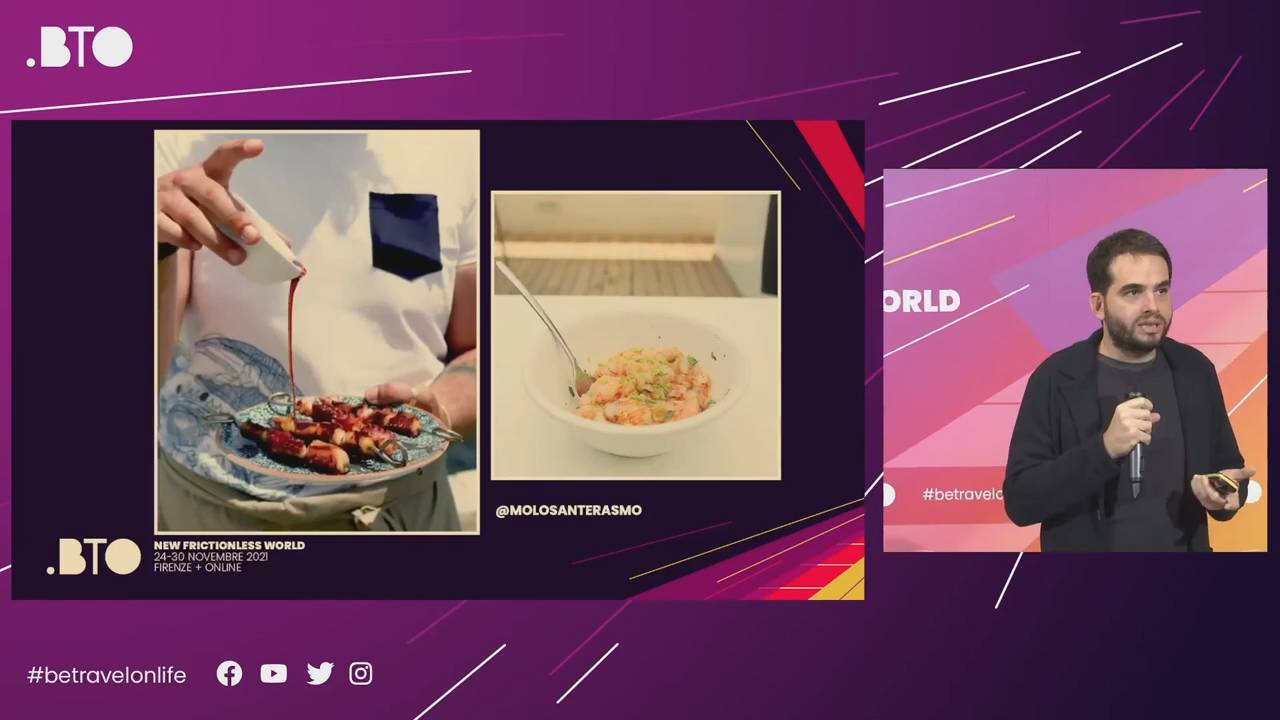 .BTO
ORLD
@MOLOSANTERASMO
.BTO
NEW FRICTIONLESS WORLD
24-30 NOVEMBRE 2021
FIRENZE + ONLINE
#betravelo
#betravelonlife